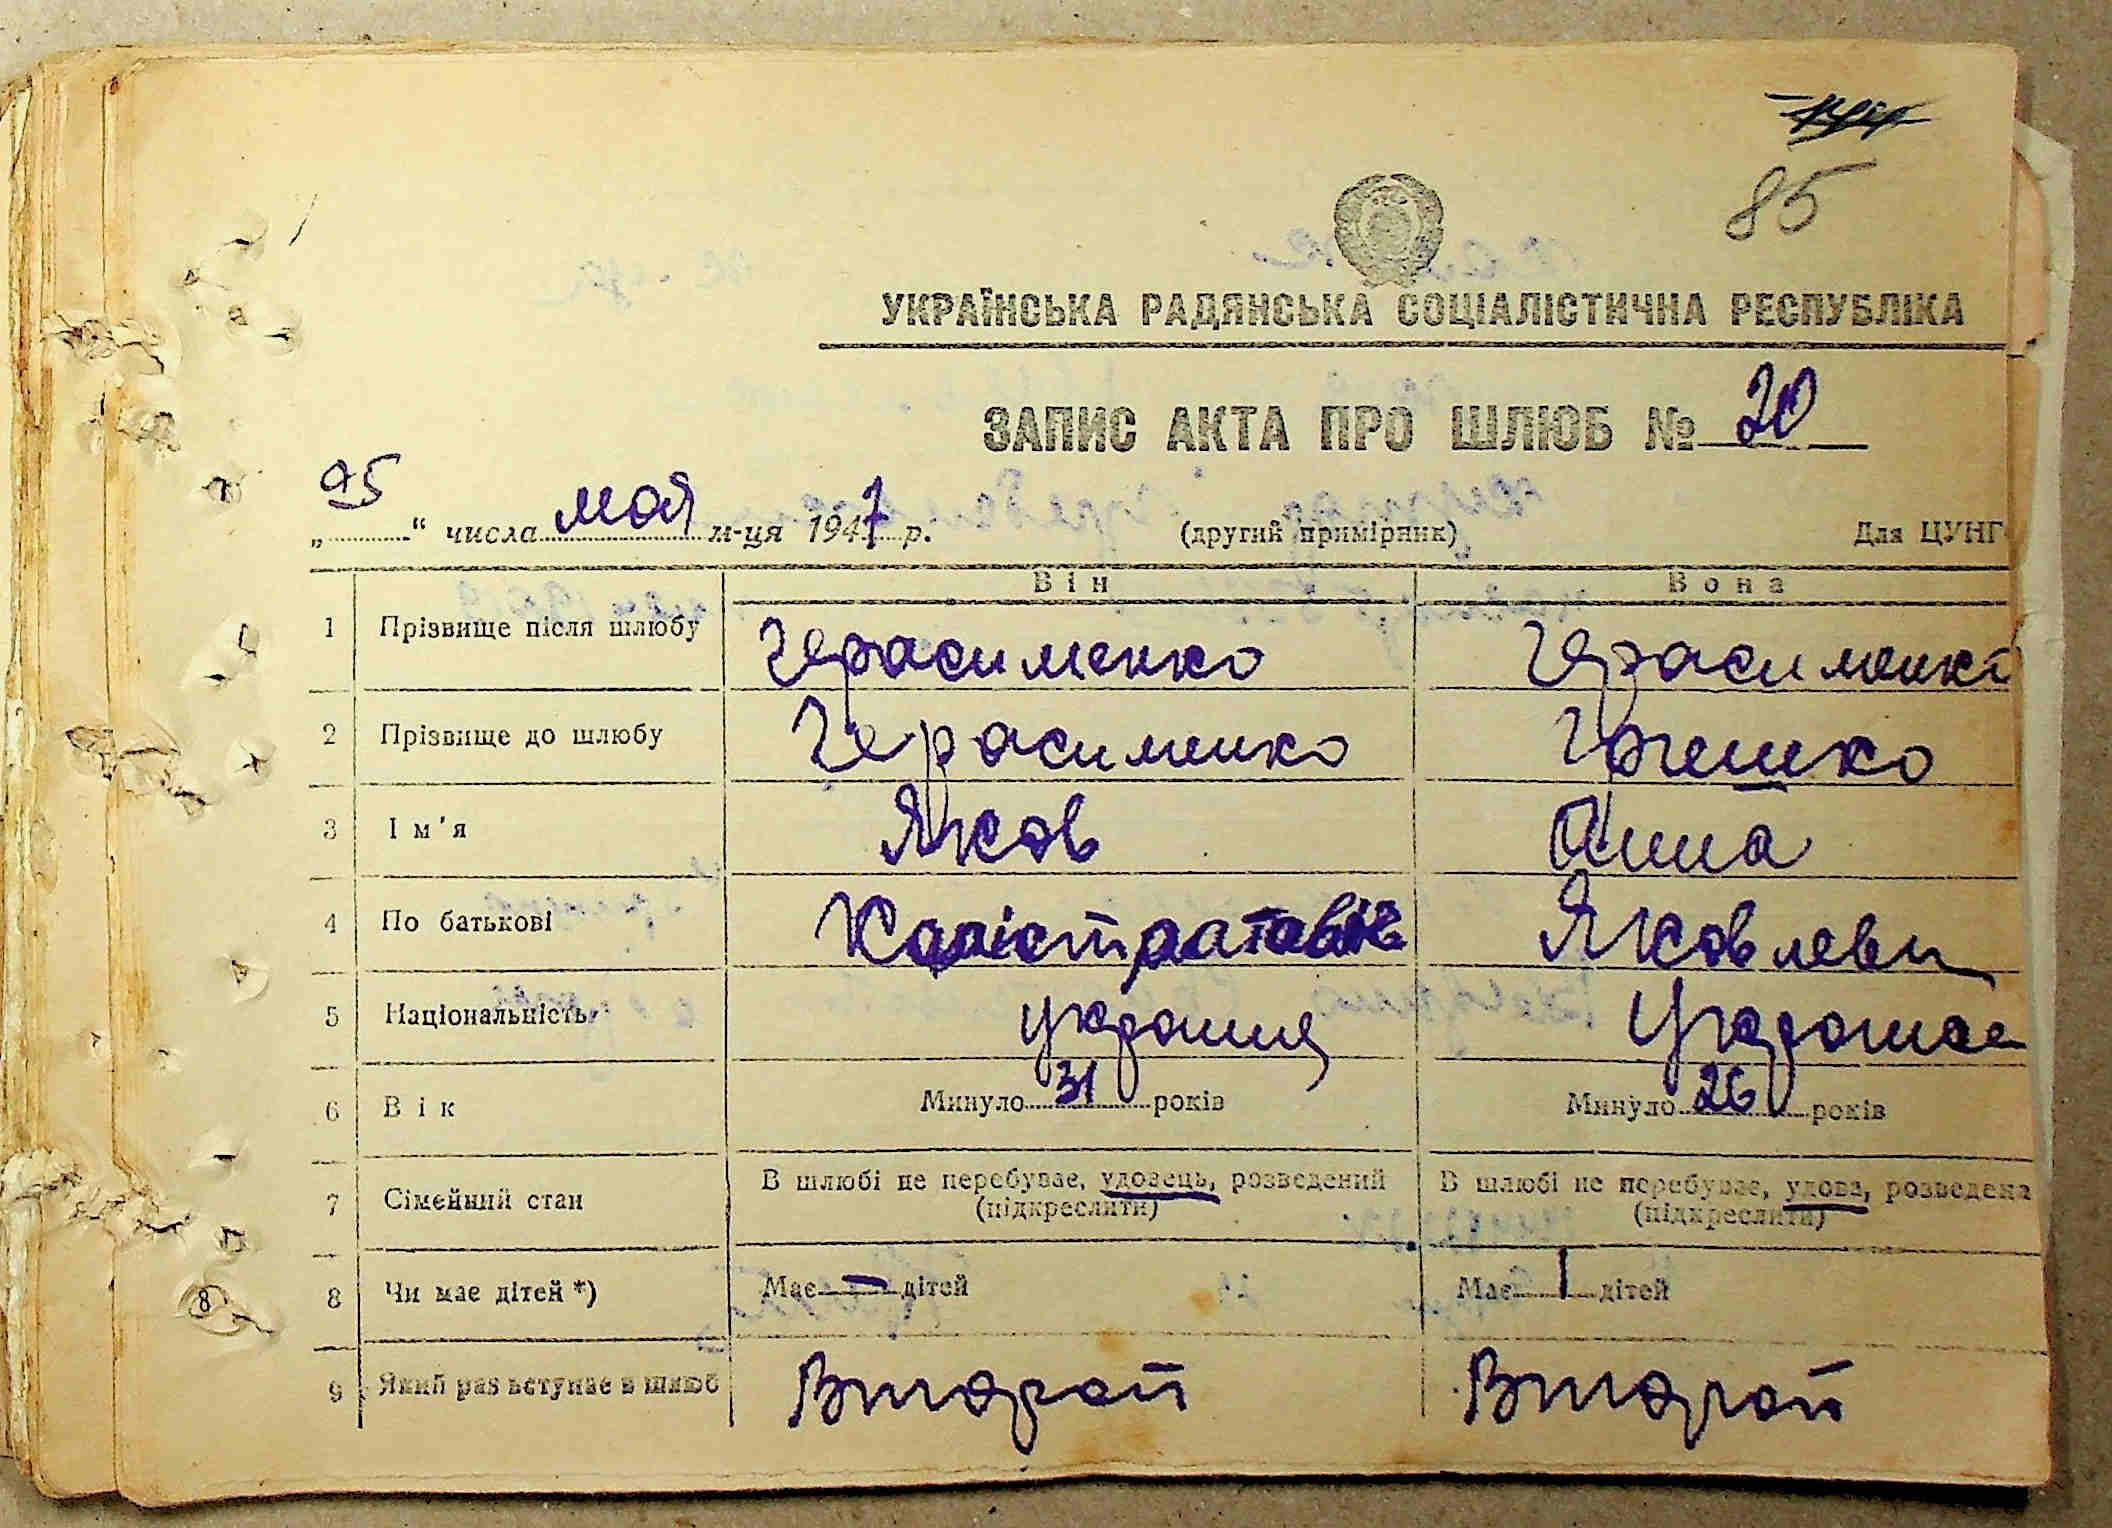 85
УКРАЇНСЬКА РАДЯНСЬКА СОЦІАЛІСТИЧНА РЕСПУБЛІКА
ЗАПИС АКТА ПРО ШЛЮБ № 20
„25“ числа мая м-ця 1947 р. (другий примірник) Для ЦУНГ
Він Вона
1 Прізвище після шлюбу Герасименко Герасименко
2 Прізвище до шлюбу Герасименко
3 Ім'я Яков Анна
4 По батькові Калістратавіч Яковлевн
5 Національність украинц Украинка
6 Вік Минуло 31 років Минуло 26 років
7 Сімейний стан В шлюбі не перебуває, удовець, розведений В шлюбі не перебуває, удова, розведена
(підкреслити) (підкреслити)
8 Чи має дітей *) Має — дітей Має 1 дітей
9 Який раз вступає в шлюб Второй Второй
8